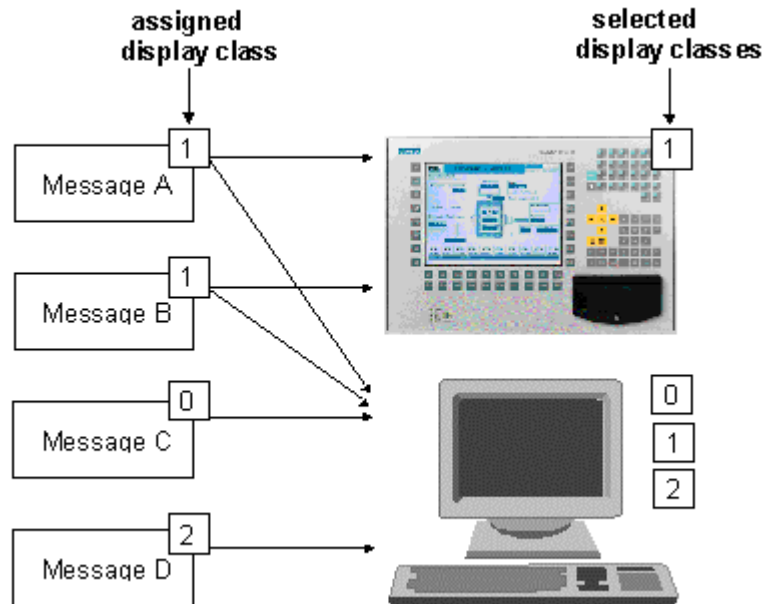 assigned
display class
selected
display classes
1
Message A
1
1
Message B
0
Message C
0
1
2
2
Message D